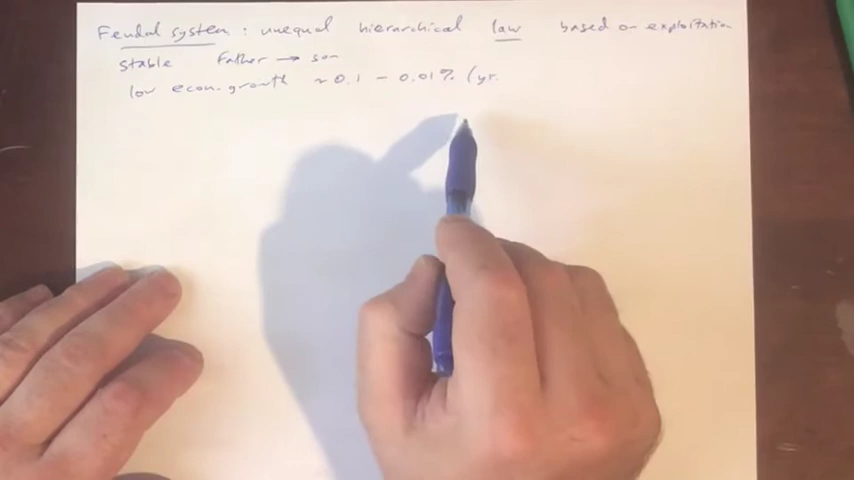 Feudal system : unequal hierarchical law based on exploitation
stable Father → son
low econ. growth ~0.1 - 0.01% /yr.